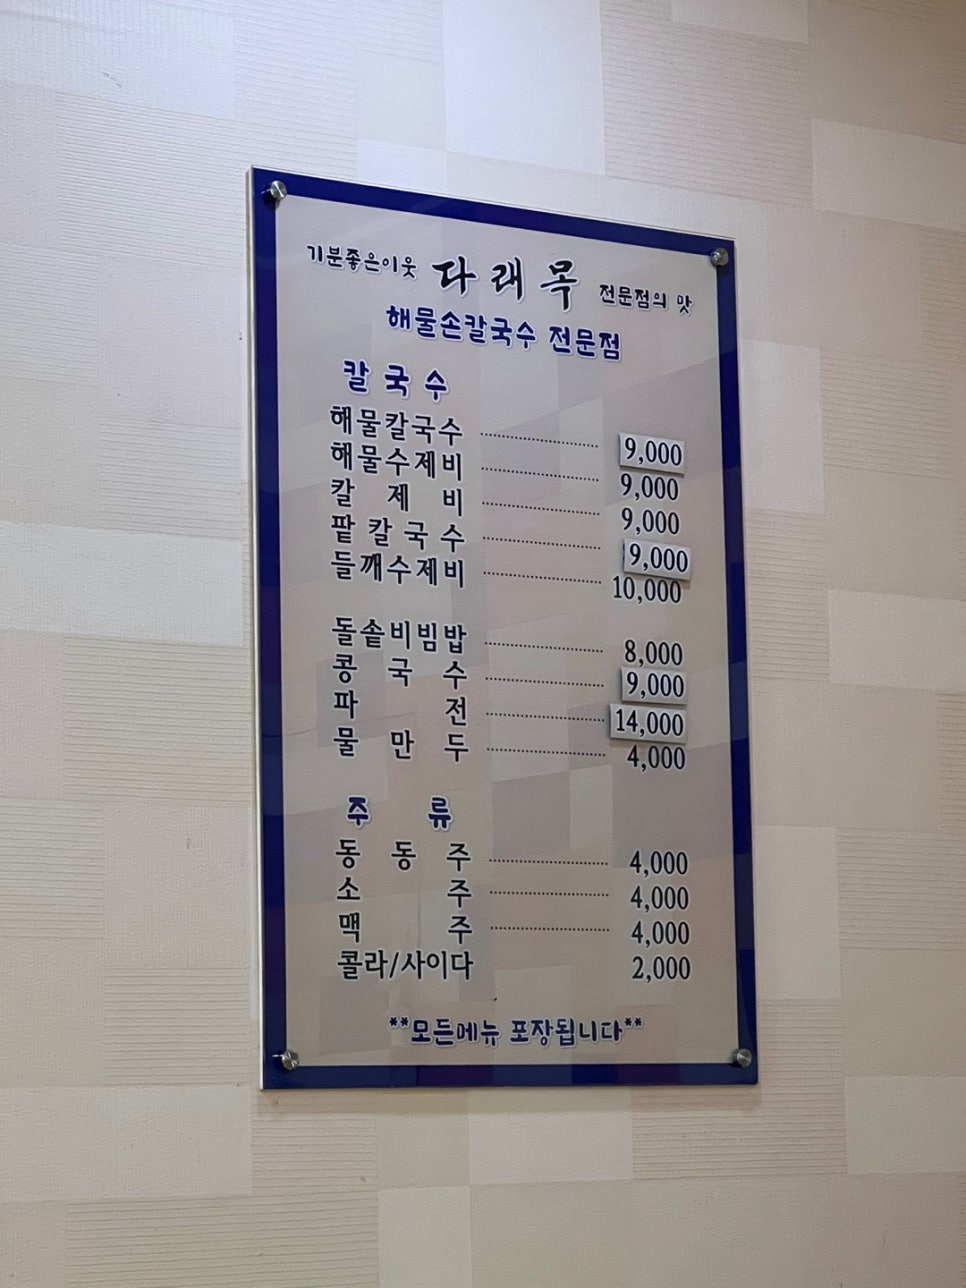 기분좋은이웃 다래목 전문점의 맛
해물손칼국수 전문점
칼국수
해물칼국수 9,000
해물수제비 9,000
칼제비 9,000
팥칼국수 9,000
들깨수제비 10,000
돌솥비빔밥 8,000
콩국수 9,000
파전 14,000
물만두 4,000
주류
동동주 4,000
소주 4,000
맥주 4,000
콜라/사이다 2,000
**모든메뉴 포장됩니다**